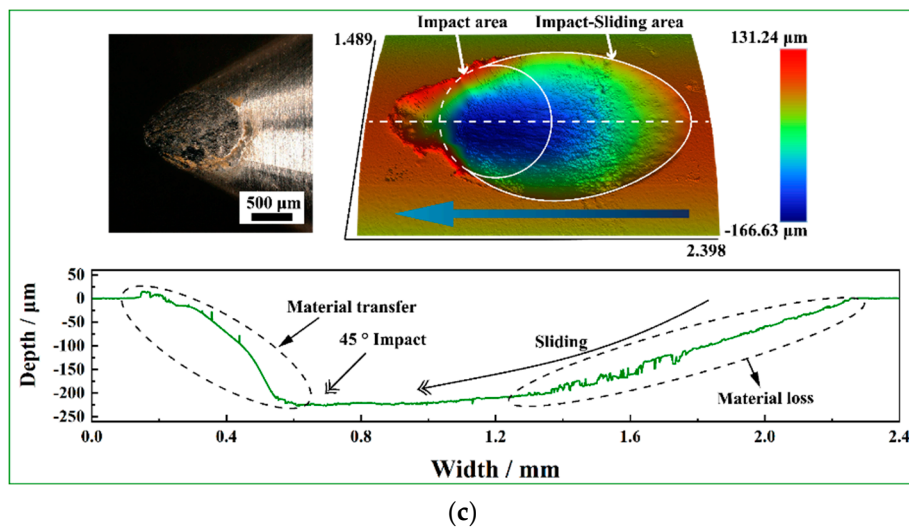 Impact area
Impact-Sliding area
1.489
131.24 μm
500 μm
-166.63 μm
2.398
50
0
-50
-100
-150
-200
-250
Depth / μm
Material transfer
45 ° Impact
Sliding
Material loss
0.0 0.4 0.8 1.2 1.6 2.0 2.4
Width / mm
(c)